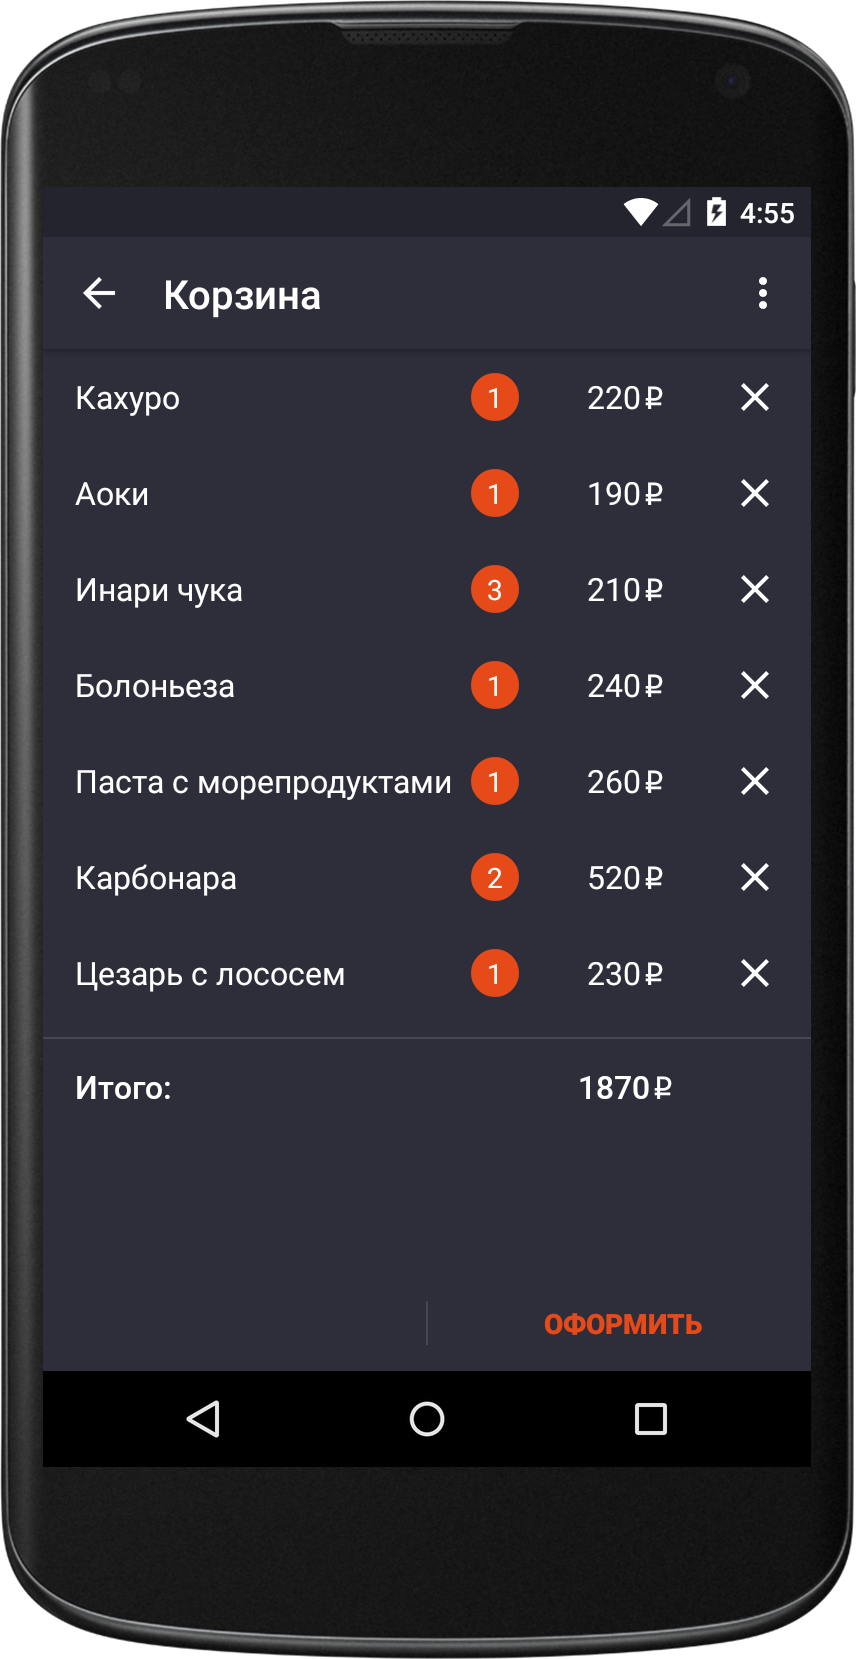 4:55
Корзина
Кахуро 1 220₽
Аоки 1 190₽
Инари чука 3 210₽
Болоньеза 1 240₽
Паста с морепродуктами 1 260₽
Карбонара 2 520₽
Цезарь с лососем 1 230₽
Итого: 1870₽
ОФОРМИТЬ